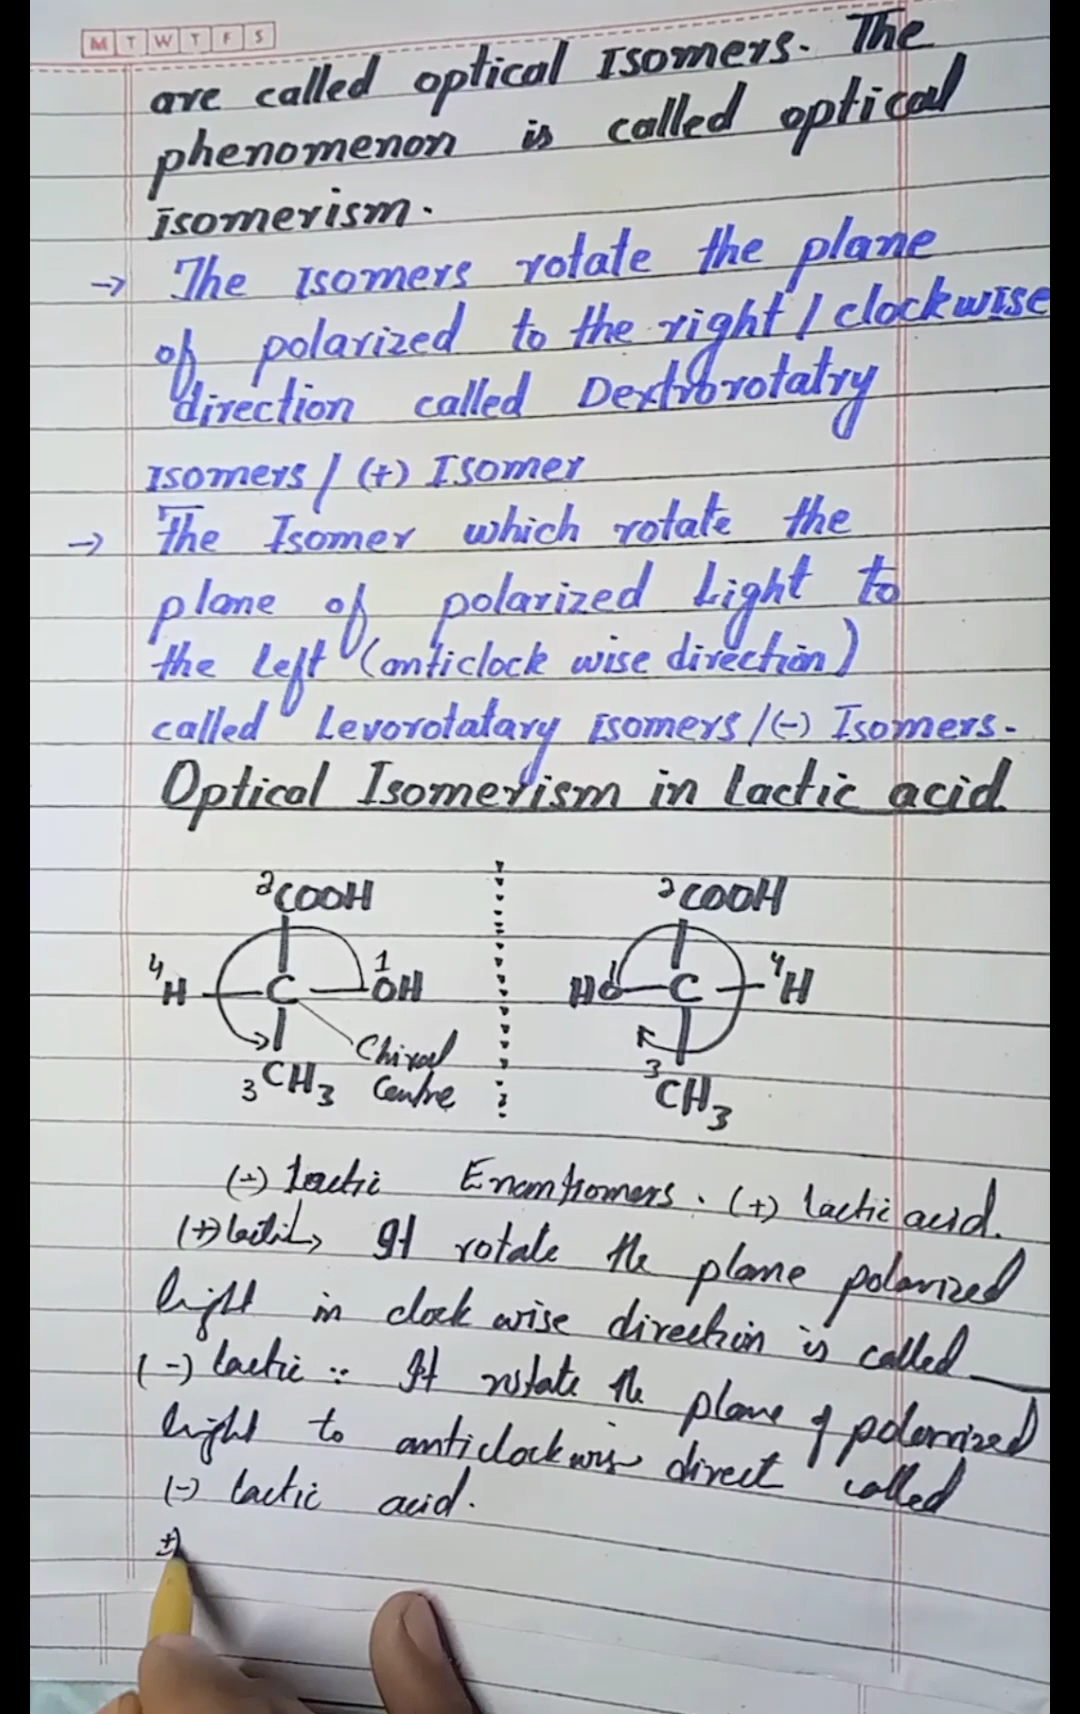 M T W T F S
are called optical Isomers. The
phenomenon is called optical
isomerism.
→ The Isomers rotate the plane
of polarized to the right / clockwise
direction called Dextrorotatry
Isomers / (+) Isomer
→ The Isomer which rotate the
plane of polarized Light to
the left (anticlock wise direction)
called Levorotatary isomers /(-) Isomers.
Optical Isomerism in lactic acid.
2COOH 2COOH
4H C 1OH HO1 C 4H
Chiral
Centre
3CH3 3CH3
(-) Lactic Enantiomers. (+) lactic acid.
(+) lactic → It rotate the plane polarized
light in clock wise direction is called
(-) lactic :- It rotate the plane of polarized
light to anticlockwise direct called
(-) lactic acid.
±)